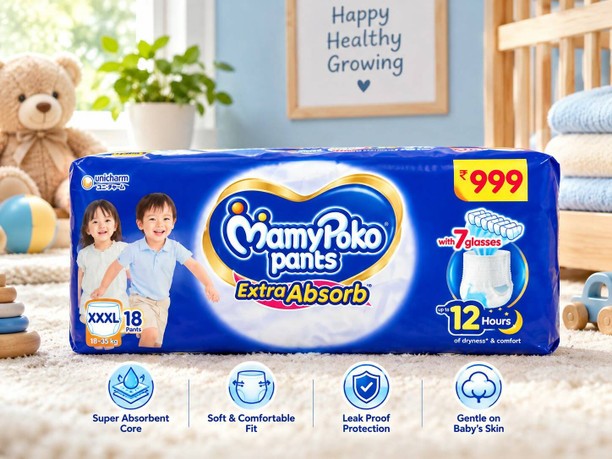 Happy
Healthy
Growing
unicharm
ユニ・チャーム
₹999
MamyPoko
pants
Extra Absorb™
with 7 glasses
XXXL
18
Pants
18-35 kg
up to 12 Hours
of dryness* & comfort
Super Absorbent
Core
Soft & Comfortable
Fit
Leak Proof
Protection
Gentle on
Baby's Skin